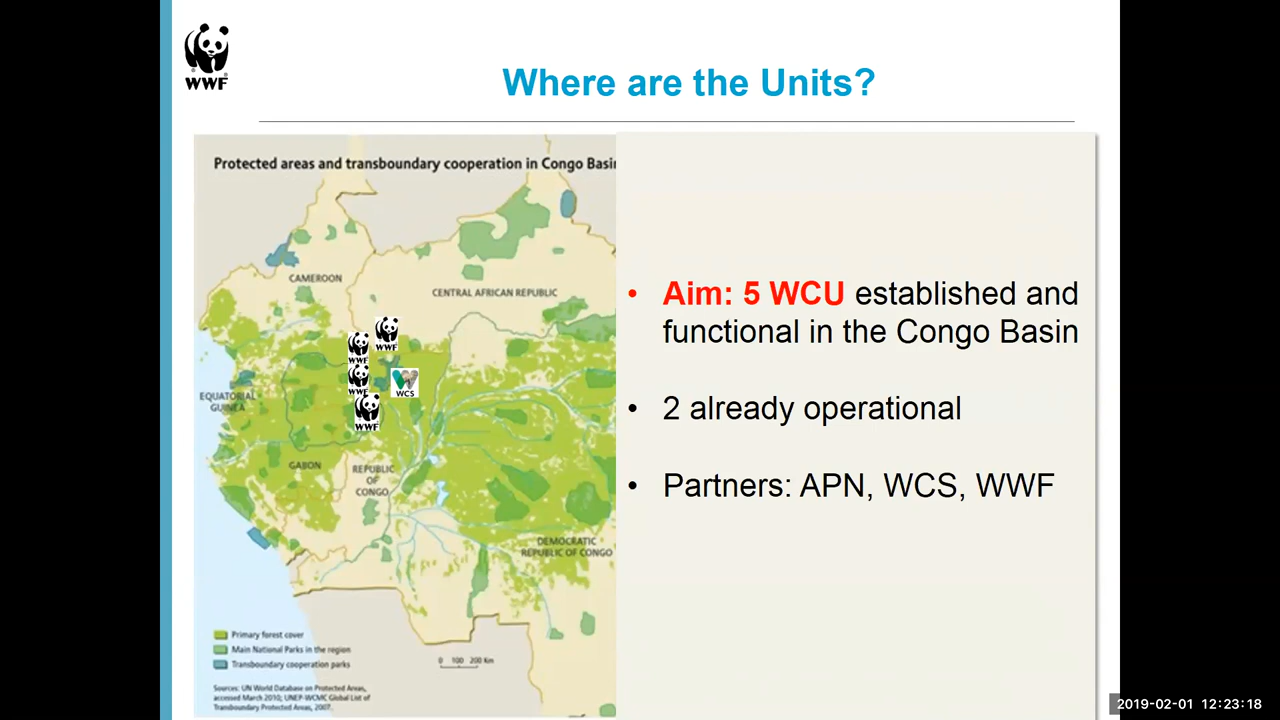 WWF
Where are the Units?
Protected areas and transboundary cooperation in Congo Basin
CAMEROON
CENTRAL AFRICAN REPUBLIC
WWF
WWF
WWF
WCS
EQUATORIAL
GUINEA
WWF
GABON
REPUBLIC
OF
CONGO
DEMOCRATIC
REPUBLIC OF CONGO
Primary forest cover
Main National Parks in the region
Transboundary cooperation parks
0 100 200 Km
Sources: UN World Database on Protected Areas,
accessed March 2010; UNEP-WCMC Global List of
Transboundary Protected Areas, 2007.
• Aim: 5 WCU established and
functional in the Congo Basin
• 2 already operational
• Partners: APN, WCS, WWF
2019-02-01 12:23:18